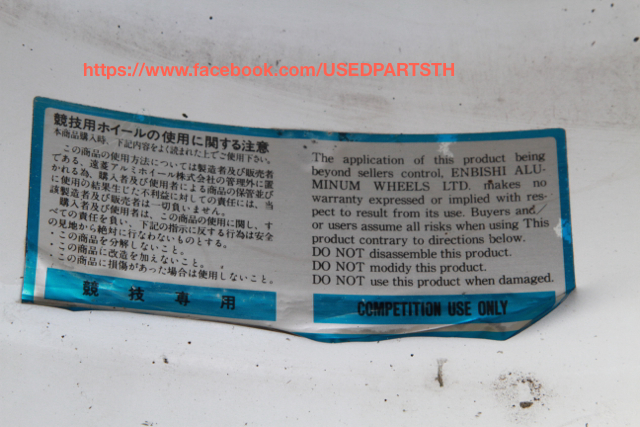 https://www.facebook.com/USEDPARTSTH
競技用ホイールの使用に関する注意
本商品購入時、下記内容をよく読まれた上でご使用下さい。
この商品の使用方法については製造者及び販売者
である、遠菱アルミホイール株式会社の管理外に置
かれる為、購入者及び使用者による商品の保管並び
に使用の結果生じた不利益に対しての責任には、当
該製造者及び販売者は一切負いません。
購入者及び使用者は、この商品の使用に関し、す
べての責任を負い、下記の指示に反する行為は安全
の見地から絶対に行なわないものとする。
・この商品を分解しないこと。
・この商品に改造を加えないこと。
・この商品に損傷があった場合は使用しないこと。
競技専用
The application of this product being
beyond sellers control, ENBISHI ALU-
MINUM WHEELS LTD. makes no
warranty expressed or implied with res-
pect to result from its use. Buyers and
or users assume all risks when using This
product contrary to directions below.
DO NOT disassemble this product.
DO NOT modidy this product.
DO NOT use this product when damaged.
COMPETITION USE ONLY